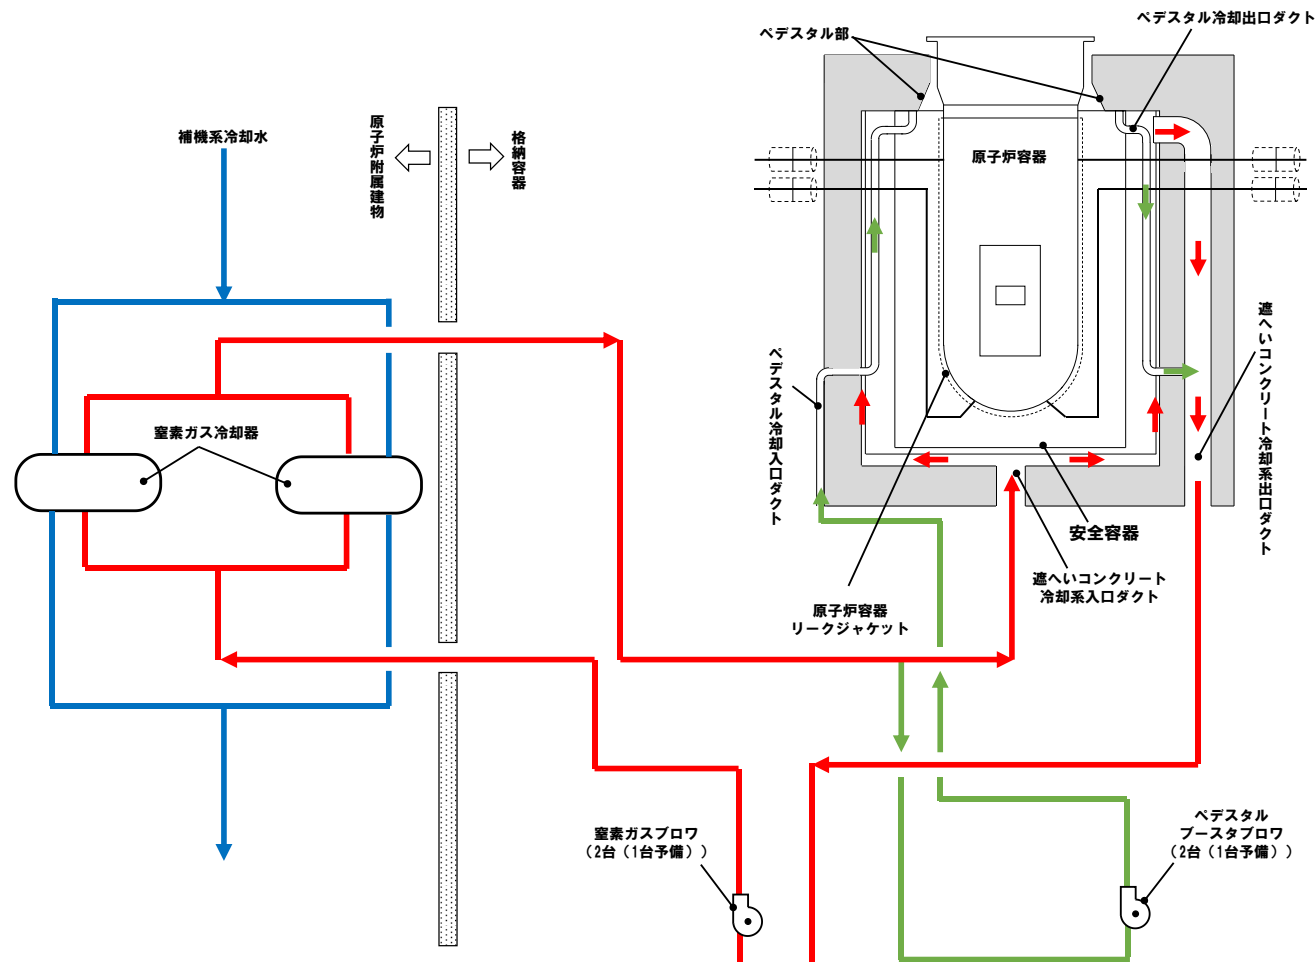 ペデスタル冷却出口ダクト
ペデスタル部
補機系冷却水
原子炉附属建物
格納容器
原子炉容器
窒素ガス冷却器
ペデスタル冷却入口ダクト
遮へいコンクリート冷却系出口ダクト
安全容器
遮へいコンクリート
冷却系入口ダクト
原子炉容器
リークジャケット
窒素ガスブロワ
（2台（1台予備））
ペデスタル
ブースタブロワ
（2台（1台予備））